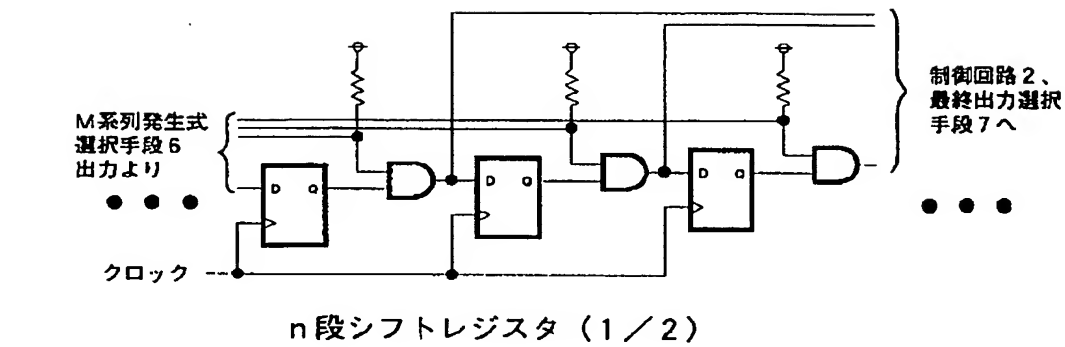 M系列発生式
選択手段6
出力より
制御回路2、
最終出力選択
手段7へ
D Q
D Q
D Q
クロック
n段シフトレジスタ（1／2）